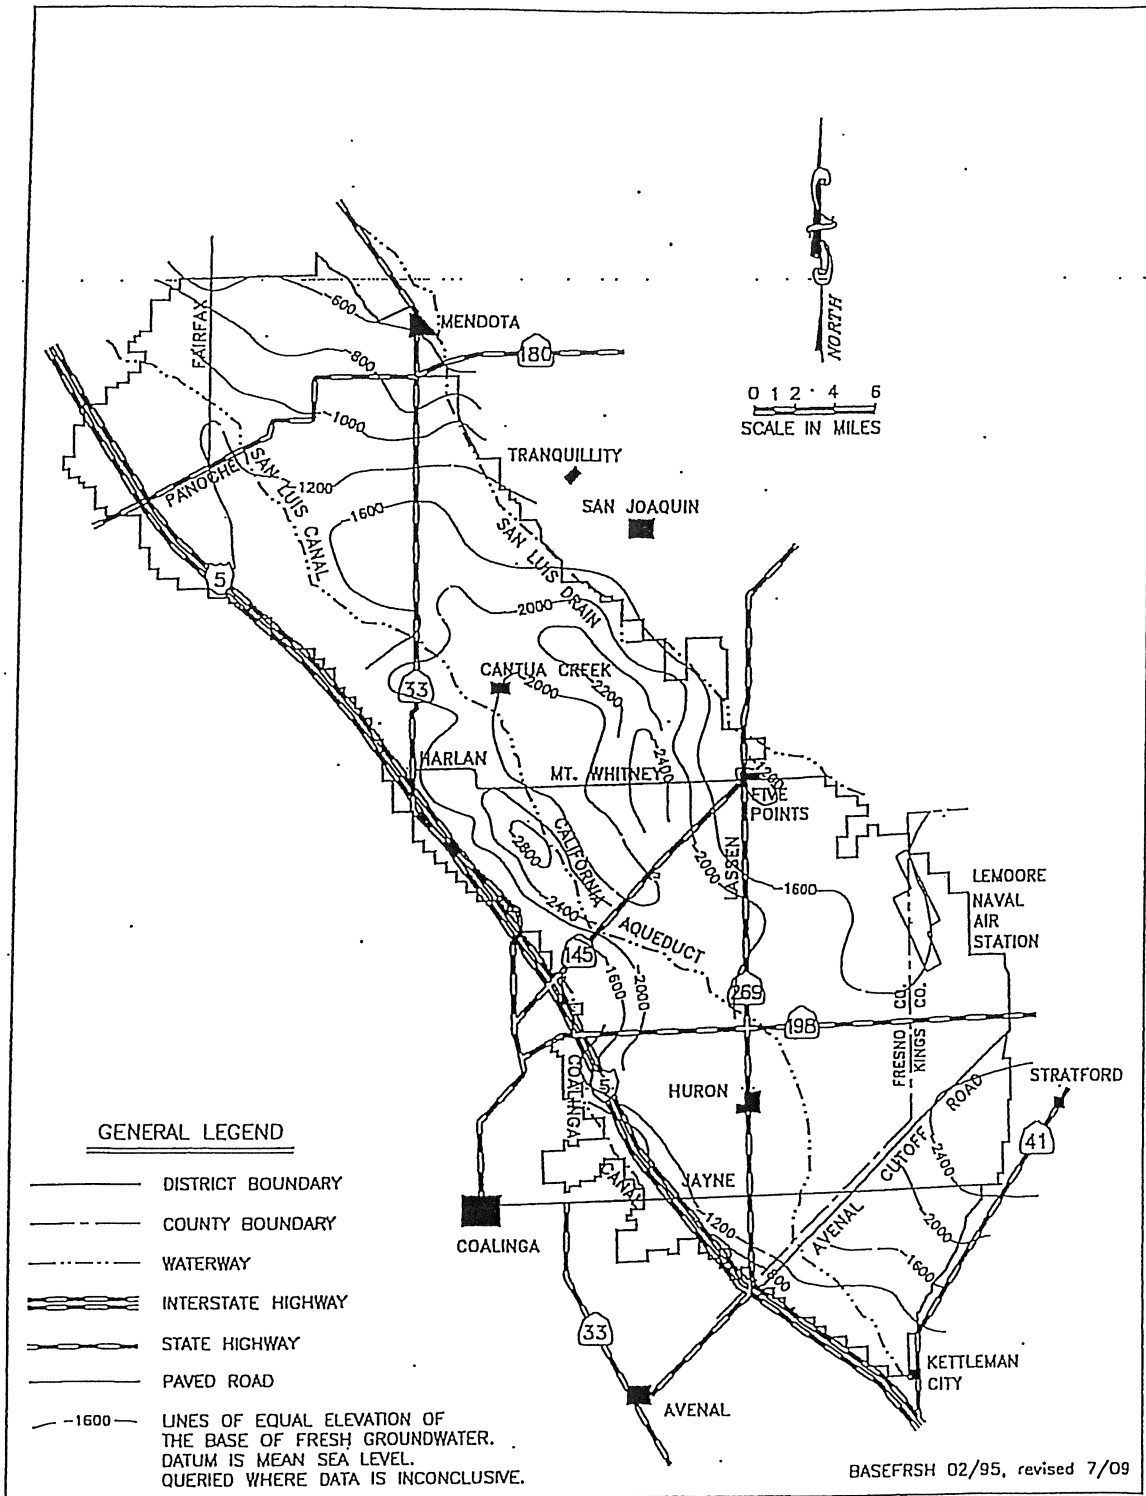 NORTH
0 1 2 4 6
SCALE IN MILES
-600
MENDOTA
FAIRFAX
180
-800
-1000
TRANQUILLITY
PANOCHE
SAN LUIS CANAL
-1200
SAN JOAQUIN
-1600
SAN LUIS DRAIN
5
-2000
CANTUA CREEK
33
-2000
-2200
-2400
HARLAN
MT. WHITNEY
-1200
FIVE
POINTS
-2800
CALIFORNIA
AQUEDUCT
LASSEN
-2000
-1600
LEMOORE
NAVAL
AIR
STATION
-2400
145
-1600
-2000
269
198
FRESNO CO.
KINGS CO.
COALINGA
CANAL
5
HURON
STRATFORD
AVENAL CUTOFF ROAD
-2400
41
JAYNE
-1200
-2000
COALINGA
-800
-1600
33
KETTLEMAN
CITY
AVENAL
GENERAL LEGEND
DISTRICT BOUNDARY
COUNTY BOUNDARY
WATERWAY
INTERSTATE HIGHWAY
STATE HIGHWAY
PAVED ROAD
-1600 LINES OF EQUAL ELEVATION OF
THE BASE OF FRESH GROUNDWATER.
DATUM IS MEAN SEA LEVEL.
QUERIED WHERE DATA IS INCONCLUSIVE.
BASEFRSH 02/95, revised 7/09